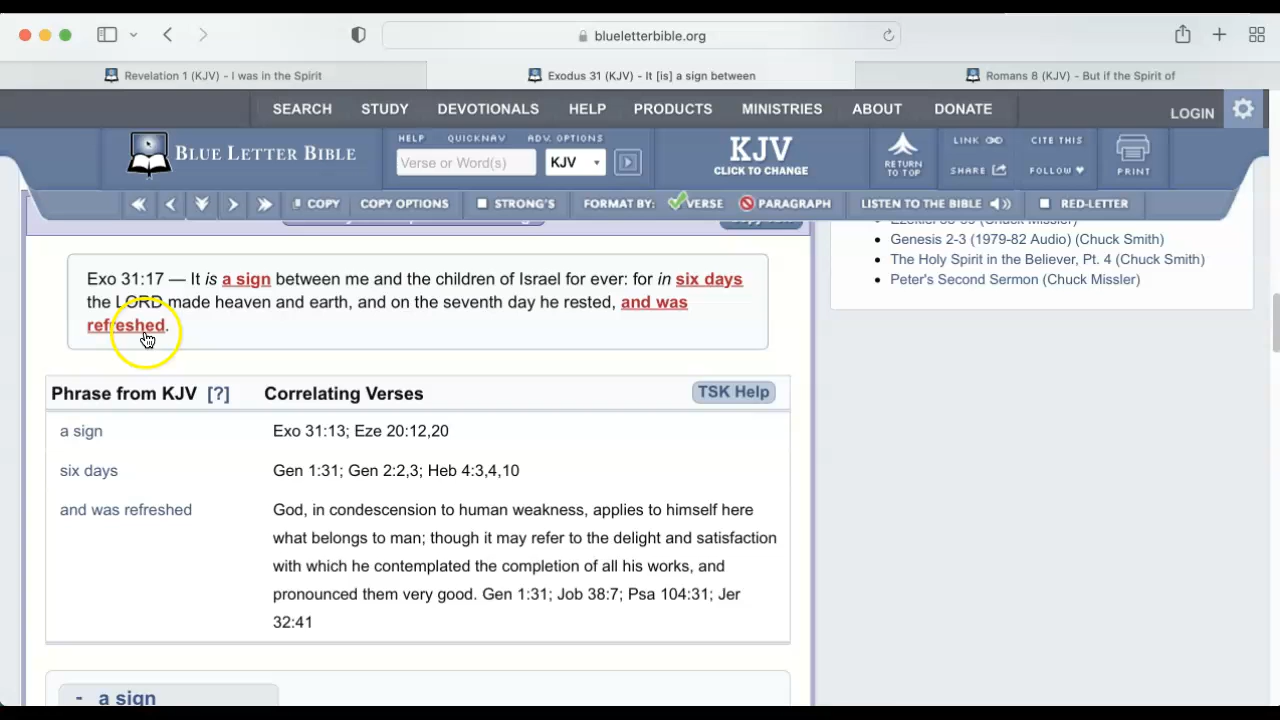 blueletterbible.org
Revelation 1 (KJV) - I was in the Spirit
Exodus 31 (KJV) - It [is] a sign between
Romans 8 (KJV) - But if the Spirit of
SEARCH STUDY DEVOTIONALS HELP PRODUCTS MINISTRIES ABOUT DONATE LOGIN
BLUE LETTER BIBLE
HELP QUICKNAV ADV. OPTIONS
Verse or Word(s) KJV
KJV
CLICK TO CHANGE
RETURN
TO TOP
LINK CITE THIS
SHARE FOLLOW
PRINT
COPY COPY OPTIONS STRONG'S FORMAT BY: VERSE PARAGRAPH LISTEN TO THE BIBLE RED-LETTER
Genesis 2-3 (1979-82 Audio) (Chuck Smith)
The Holy Spirit in the Believer, Pt. 4 (Chuck Smith)
Peter's Second Sermon (Chuck Missler)
Exo 31:17 — It is a sign between me and the children of Israel for ever: for in six days
the LORD made heaven and earth, and on the seventh day he rested, and was
refreshed.
Phrase from KJV [?] Correlating Verses TSK Help
a sign Exo 31:13; Eze 20:12,20
six days Gen 1:31; Gen 2:2,3; Heb 4:3,4,10
and was refreshed God, in condescension to human weakness, applies to himself here
what belongs to man; though it may refer to the delight and satisfaction
with which he contemplated the completion of all his works, and
pronounced them very good. Gen 1:31; Job 38:7; Psa 104:31; Jer
32:41
- a sign